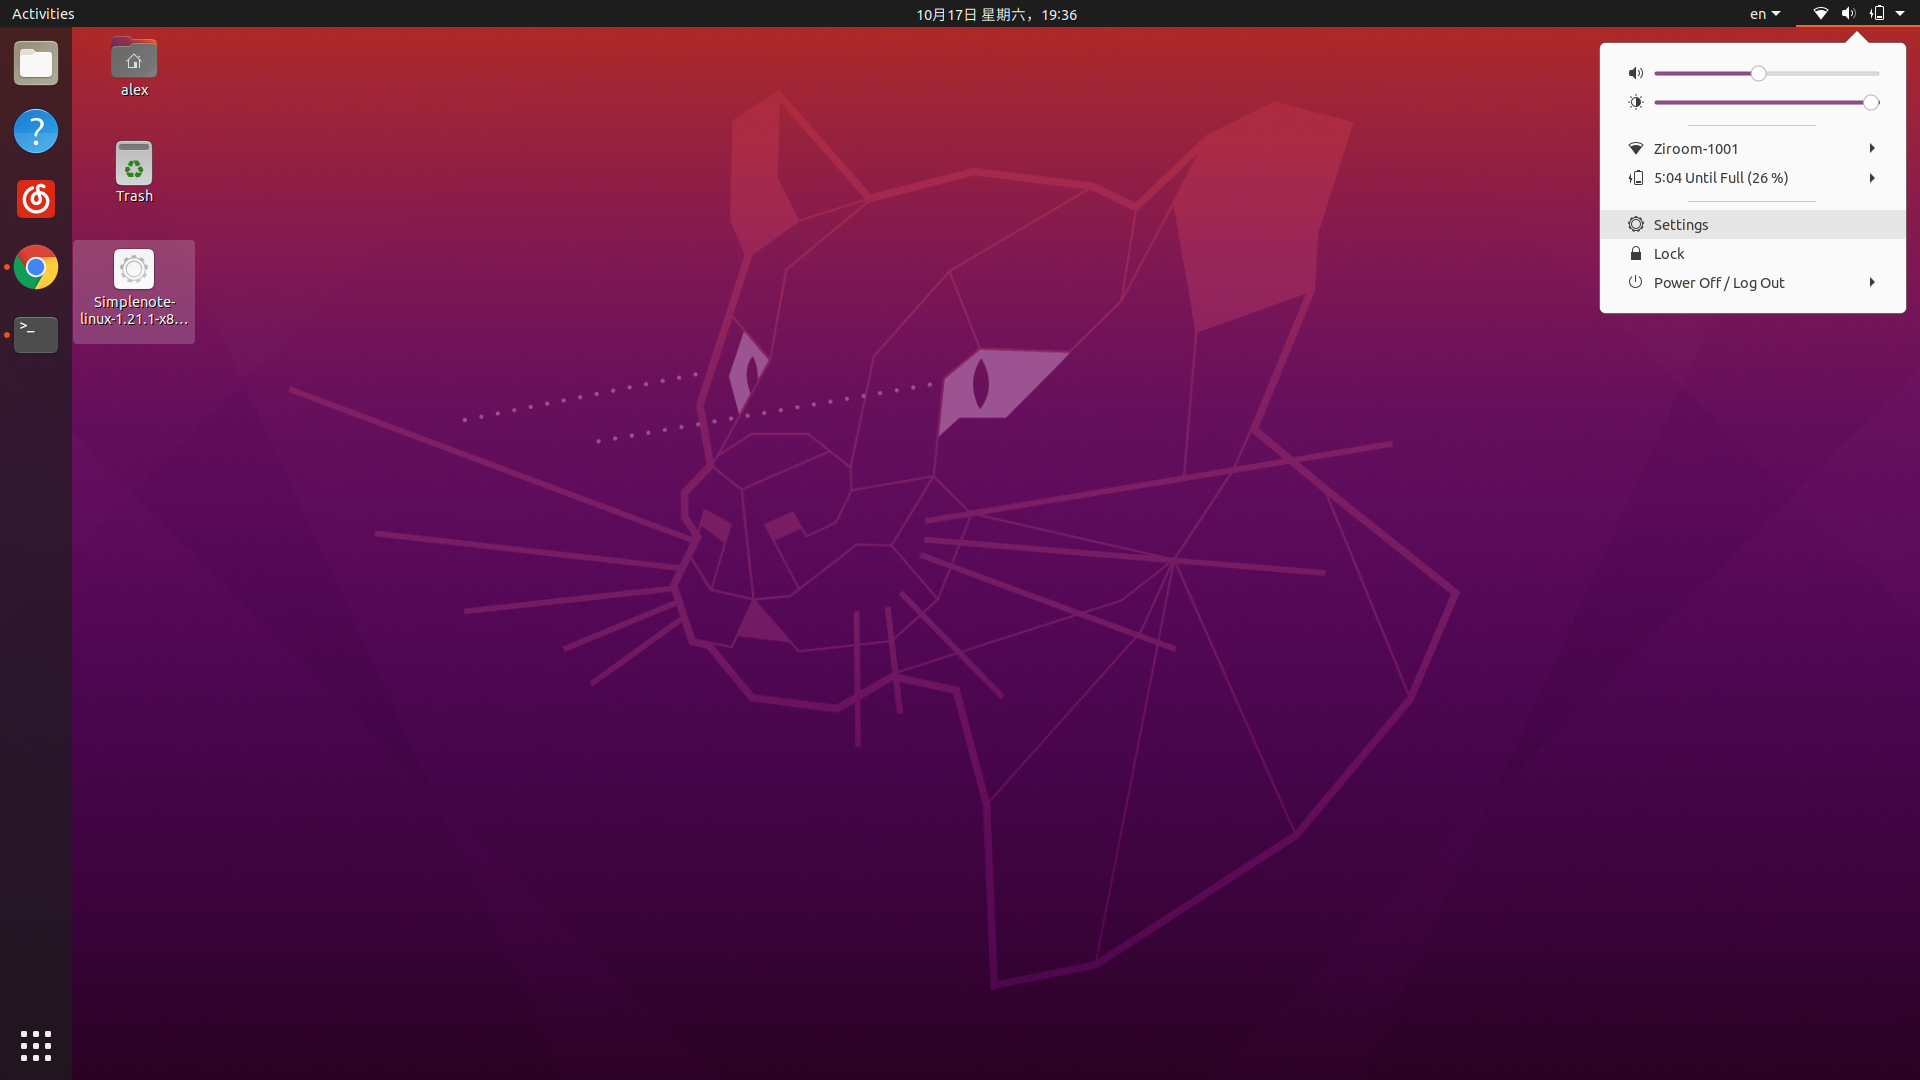 Activities
10月17日 星期六，19:36
en
alex
Trash
Simplenote-
linux-1.21.1-x8…
Ziroom-1001
5:04 Until Full (26 %)
Settings
Lock
Power Off / Log Out